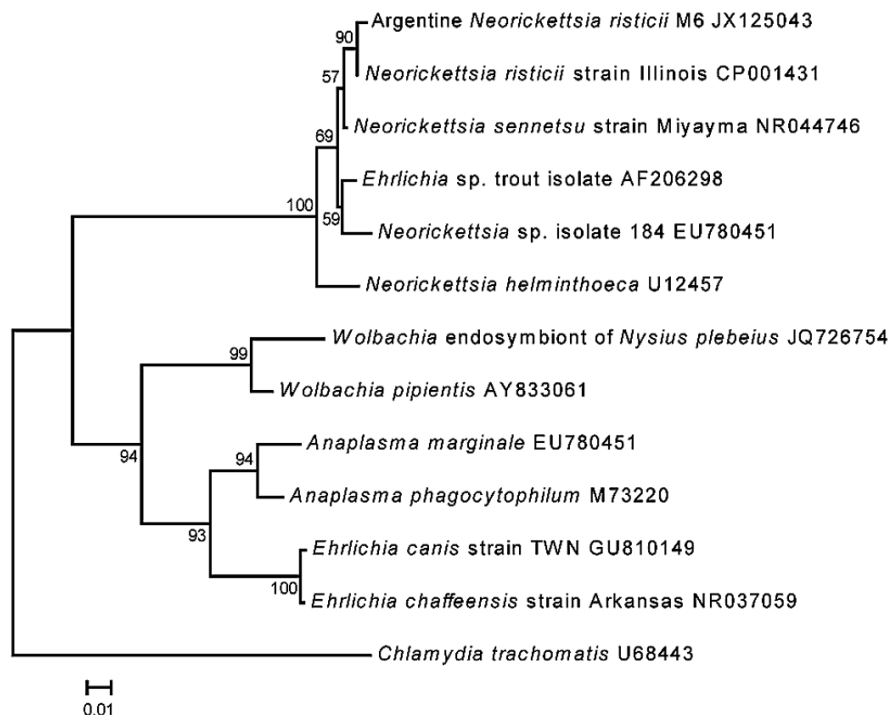 Argentine Neorickettsia risticii M6 JX125043
90
Neorickettsia risticii strain Illinois CP001431
57
Neorickettsia sennetsu strain Miyayma NR044746
69
Ehrlichia sp. trout isolate AF206298
100
59
Neorickettsia sp. isolate 184 EU780451
Neorickettsia helminthoeca U12457
Wolbachia endosymbiont of Nysius plebeius JQ726754
99
Wolbachia pipientis AY833061
Anaplasma marginale EU780451
94
94
Anaplasma phagocytophilum M73220
93
Ehrlichia canis strain TWN GU810149
100
Ehrlichia chaffeensis strain Arkansas NR037059
Chlamydia trachomatis U68443
0.01